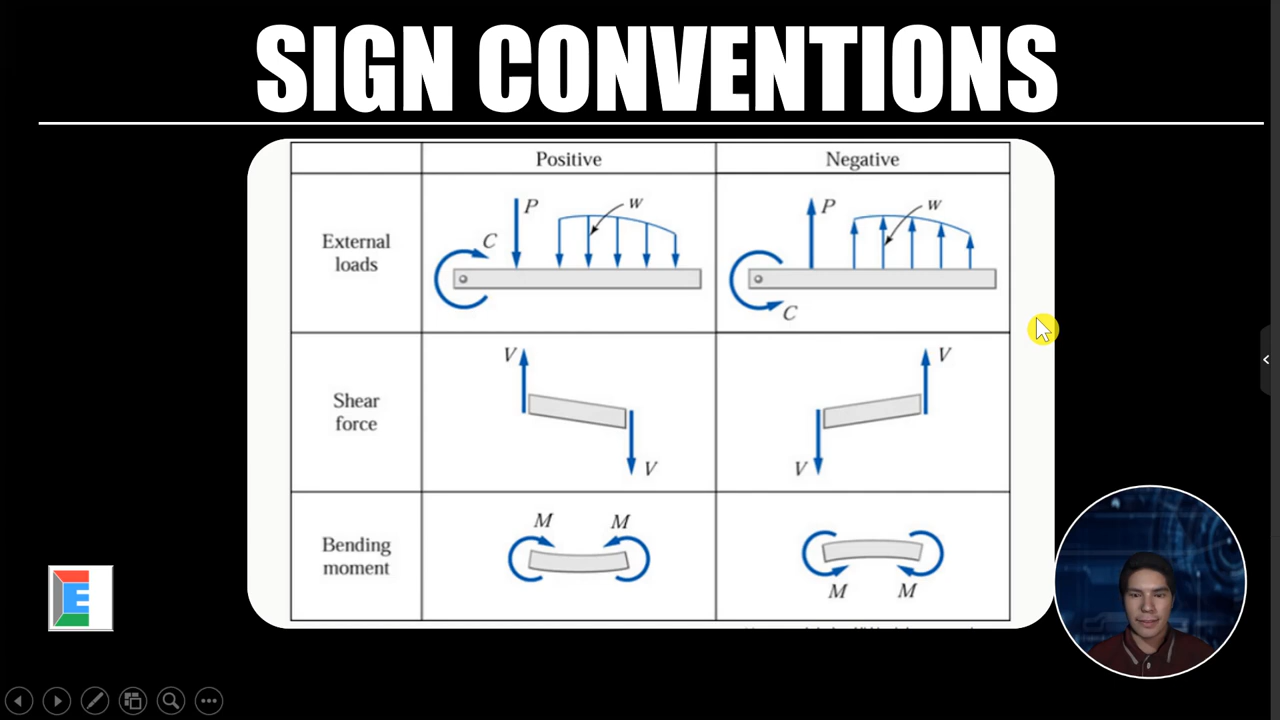 SIGN CONVENTIONS
Positive
Negative
External
loads
P
w
C
P
w
C
Shear
force
V
V
V
V
Bending
moment
M
M
M
M
E